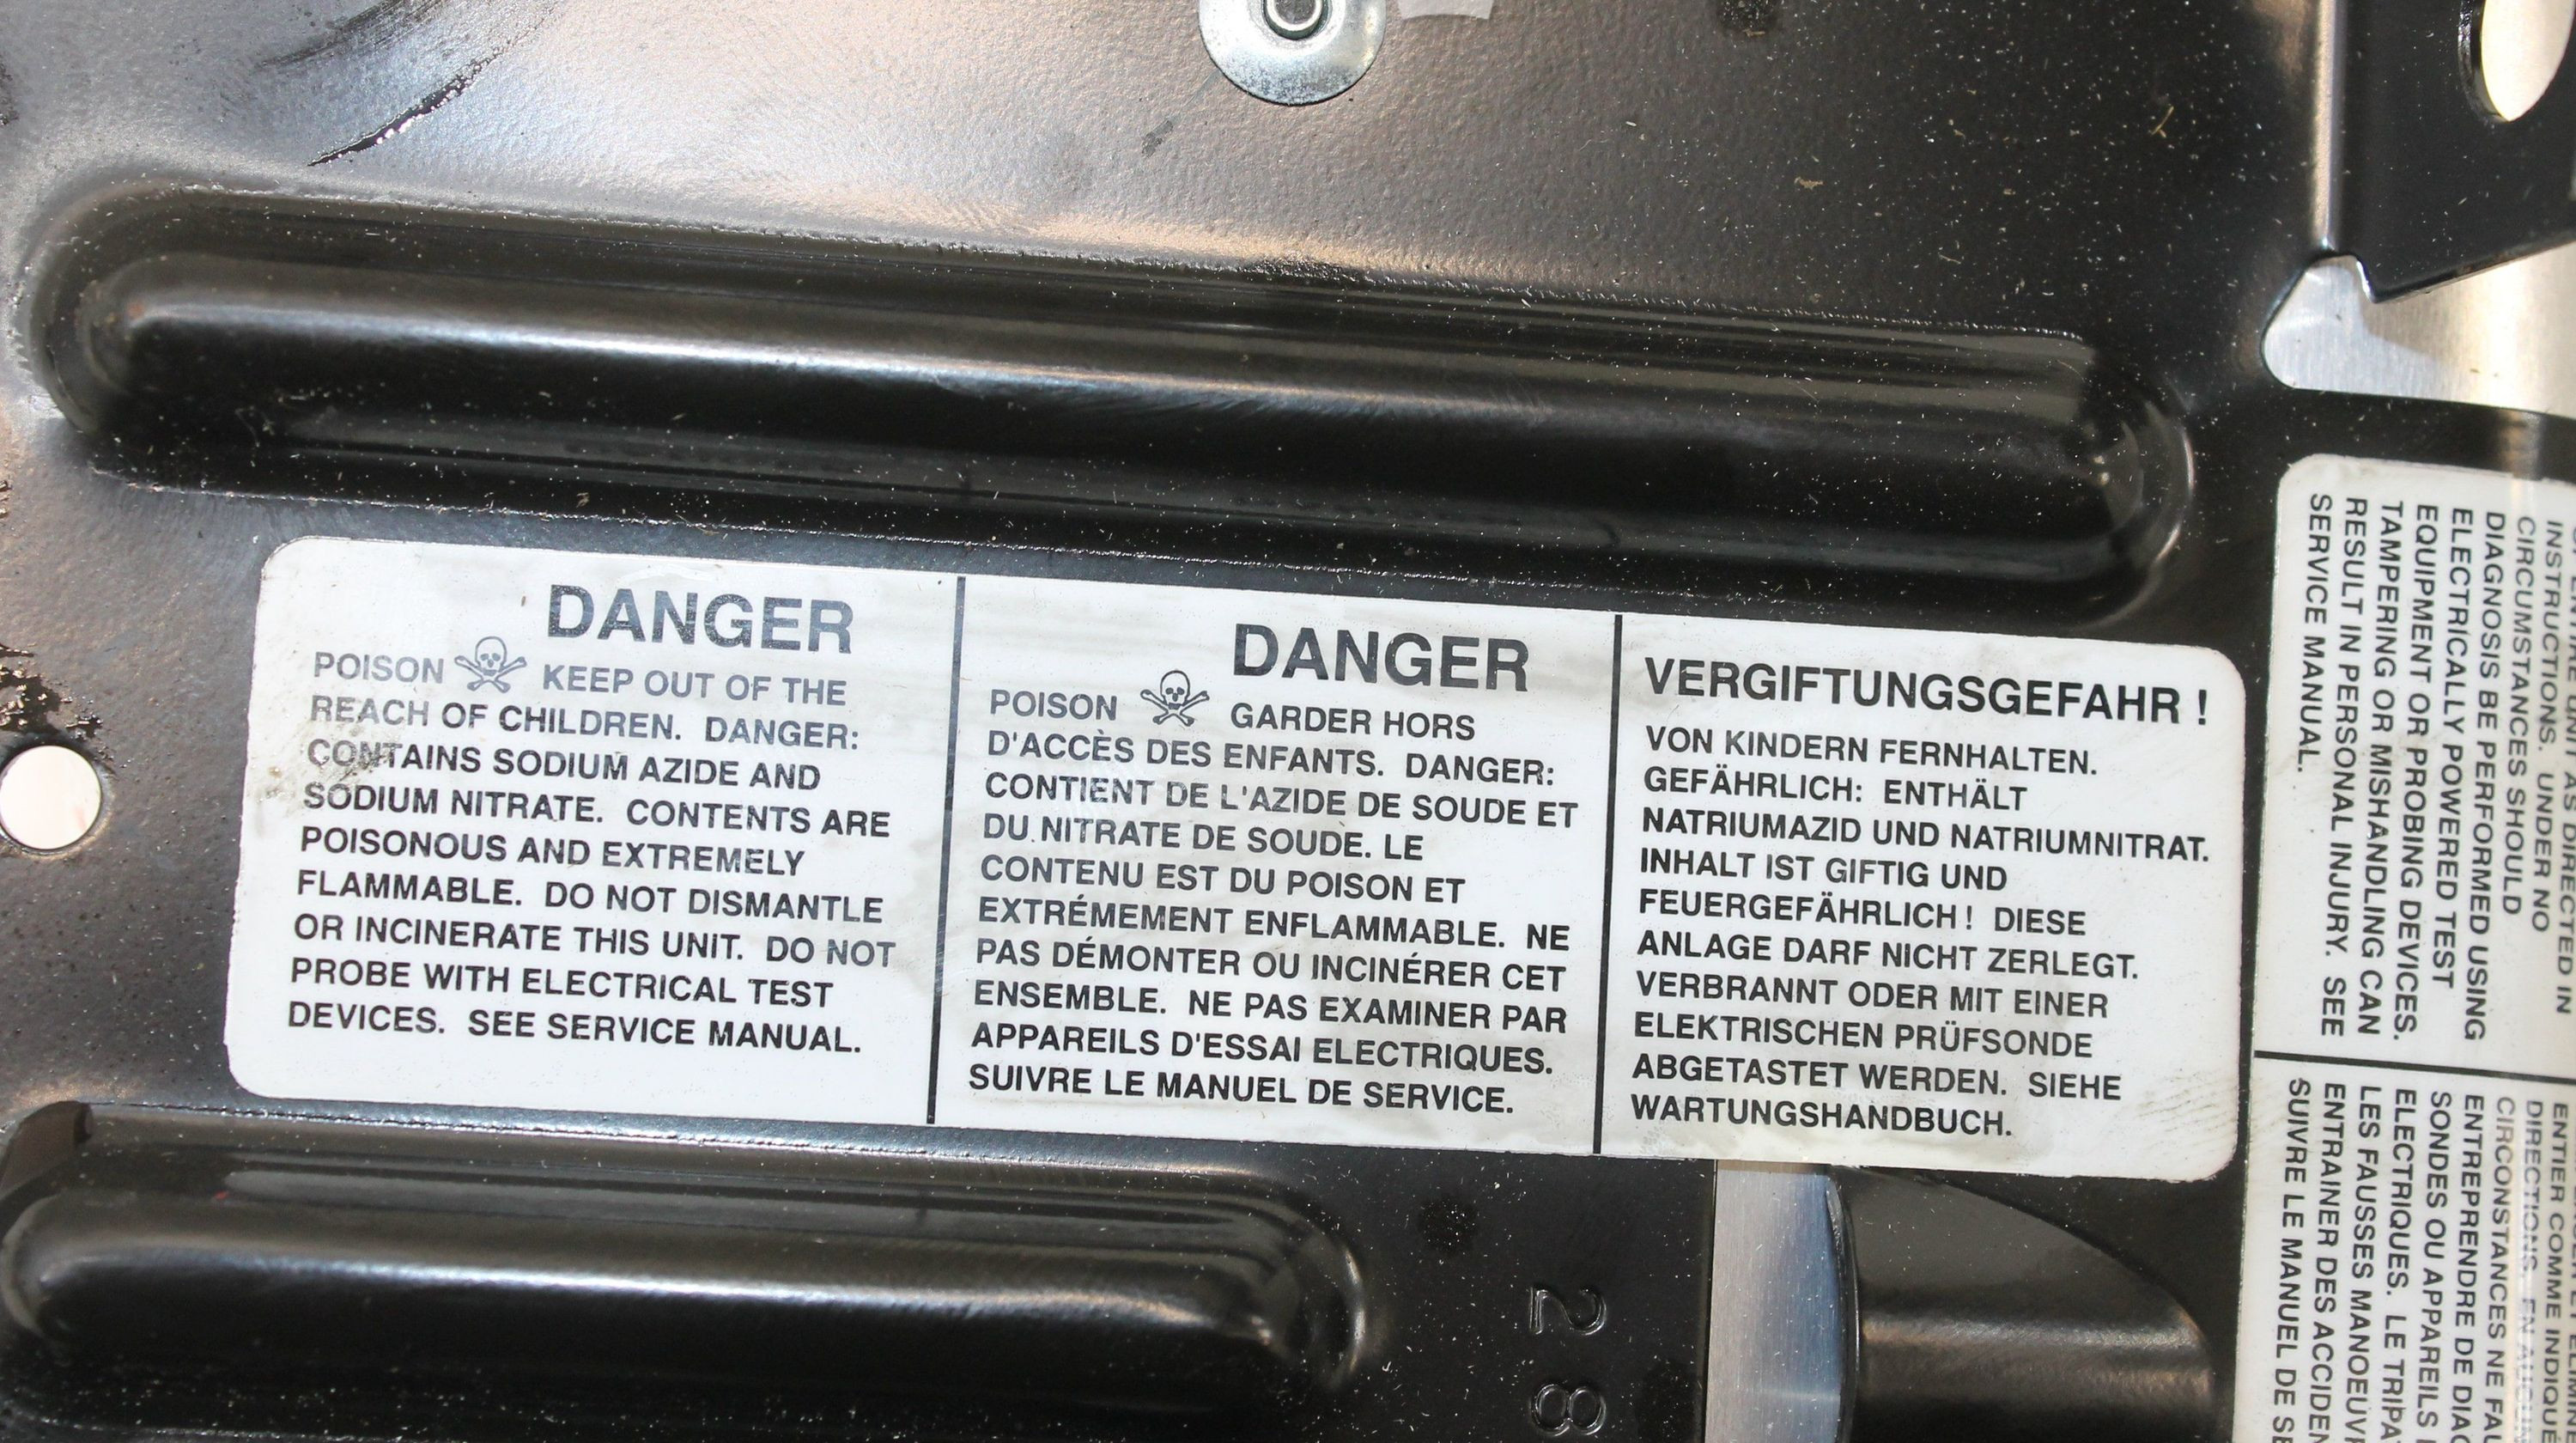 DANGER
POISON KEEP OUT OF THE
REACH OF CHILDREN. DANGER:
CONTAINS SODIUM AZIDE AND
SODIUM NITRATE. CONTENTS ARE
POISONOUS AND EXTREMELY
FLAMMABLE. DO NOT DISMANTLE
OR INCINERATE THIS UNIT. DO NOT
PROBE WITH ELECTRICAL TEST
DEVICES. SEE SERVICE MANUAL.
DANGER
POISON GARDER HORS
D'ACCÈS DES ENFANTS. DANGER:
CONTIENT DE L'AZIDE DE SOUDE ET
DU NITRATE DE SOUDE. LE
CONTENU EST DU POISON ET
EXTRÉMEMENT ENFLAMMABLE. NE
PAS DÉMONTER OU INCINÉRER CET
ENSEMBLE. NE PAS EXAMINER PAR
APPAREILS D'ESSAI ELECTRIQUES.
SUIVRE LE MANUEL DE SERVICE.
VERGIFTUNGSGEFAHR !
VON KINDERN FERNHALTEN.
GEFÄHRLICH: ENTHÄLT
NATRIUMAZID UND NATRIUMNITRAT.
INHALT IST GIFTIG UND
FEUERGEFÄHRLICH! DIESE
ANLAGE DARF NICHT ZERLEGT.
VERBRANNT ODER MIT EINER
ELEKTRISCHEN PRÜFSONDE
ABGETASTET WERDEN. SIEHE
WARTUNGSHANDBUCH.
AS DIRECTED IN
INSTRUCTIONS. UNDER NO
CIRCUMSTANCES SHOULD
DIAGNOSIS BE PERFORMED USING
ELECTRICALLY POWERED TEST
EQUIPMENT OR PROBING DEVICES.
TAMPERING OR MISHANDLING CAN
RESULT IN PERSONAL INJURY. SEE
SERVICE MANUAL.
ENTIER COMME
DIRECTIONS.
CIRCONSTANCES NE
ENTREPRENDRE DE
SONDES OU APPAREILS
ELECTRIQUES. LE
LES FAUSSES
ENTRAINER DES
SUIVRE LE MANUEL DE
28